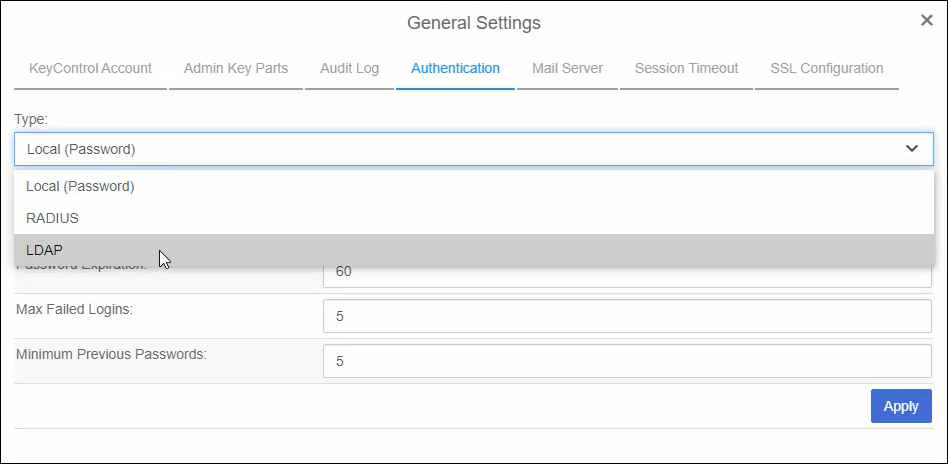 General Settings
KeyControl Account Admin Key Parts Audit Log Authentication Mail Server Session Timeout SSL Configuration
Type:
Local (Password)
Local (Password)
RADIUS
LDAP
Password Expiration: 60
Max Failed Logins: 5
Minimum Previous Passwords: 5
Apply